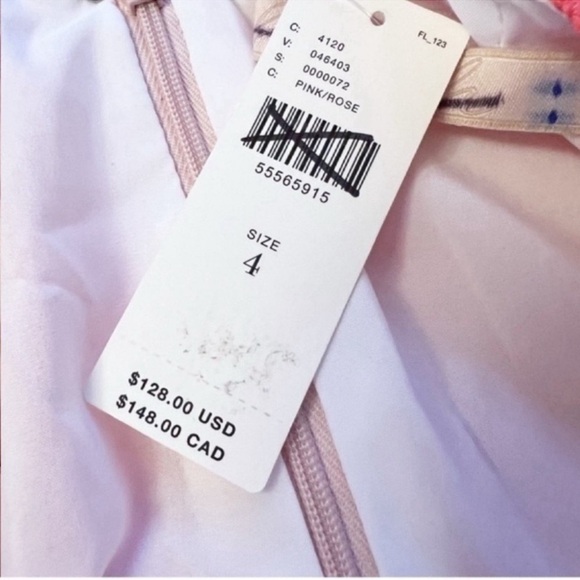 FL_123
C: 4120
V: 046403
S: 0000072
C: PINK/ROSE
55565915
SIZE
4
$128.00 USD
$148.00 CAD